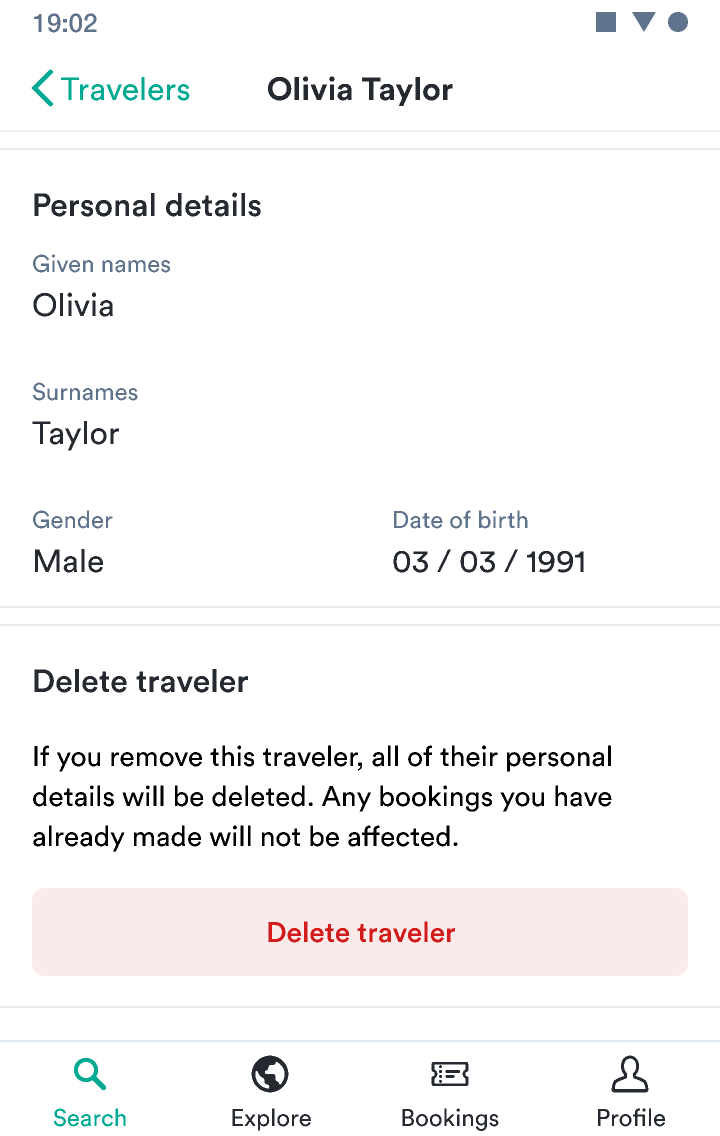 19:02
Travelers
Olivia Taylor
Personal details
Given names
Olivia
Surnames
Taylor
Gender
Date of birth
Male
03 / 03 / 1991
Delete traveler
If you remove this traveler, all of their personal
details will be deleted. Any bookings you have
already made will not be affected.
Delete traveler
Search
Explore
Bookings
Profile